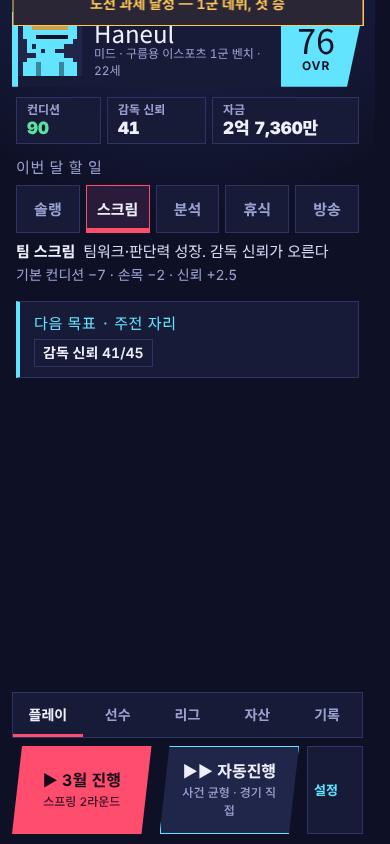 도전 과제 달성 — 1군 데뷔, 첫 승
Haneul
미드 · 구름용 이스포츠 1군 벤치 ·
22세
76
OVR
컨디션
90
감독 신뢰
41
자금
2억 7,360만
이번 달 할 일
솔랭
스크림
분석
휴식
방송
팀 스크림 팀워크·판단력 성장. 감독 신뢰가 오른다
기본 컨디션 −7 · 손목 −2 · 신뢰 +2.5
다음 목표 · 주전 자리
감독 신뢰 41/45
플레이
선수
리그
자산
기록
▶ 3월 진행
스프링 2라운드
▶▶ 자동진행
사건 균형 · 경기 직
접
설정